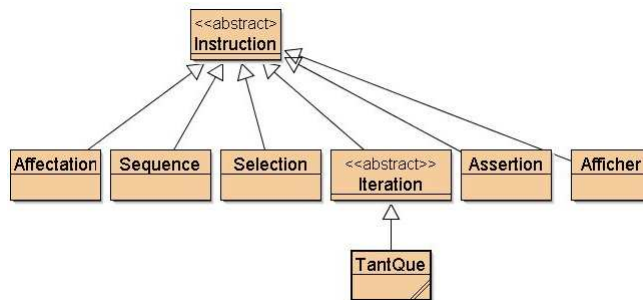 <<abstract>
Instruction
Affectation
Sequence
Selection
<<abstract>>
Iteration
Assertion
Afficher
TantQue